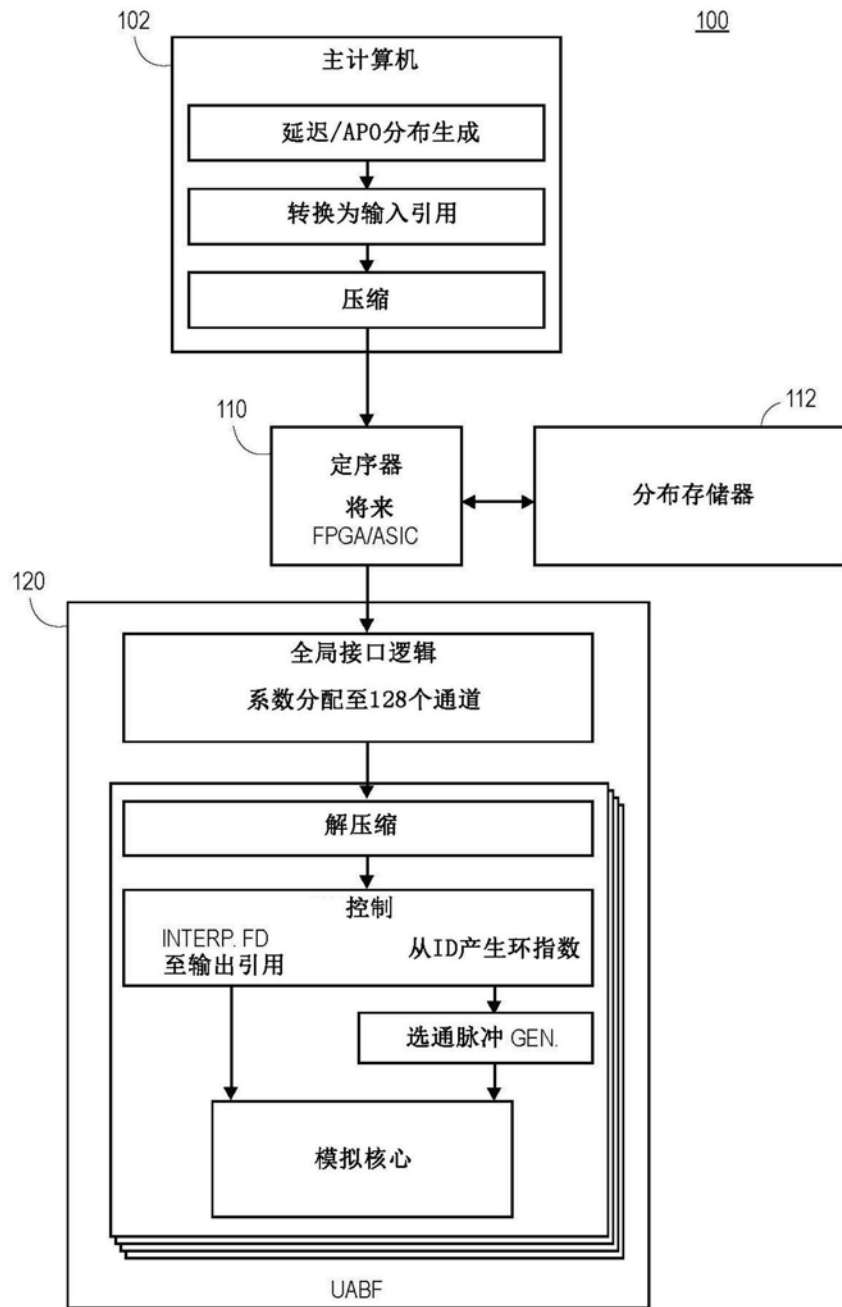 102
100
主计算机
延迟/APO分布生成
转换为输入引用
压缩
110
112
定序器
将来
FPGA/ASIC
分布存储器
120
全局接口逻辑
系数分配至128个通道
解压缩
控制
INTERP. FD
至输出引用
从ID产生环指数
选通脉冲 GEN.
模拟核心
UABF